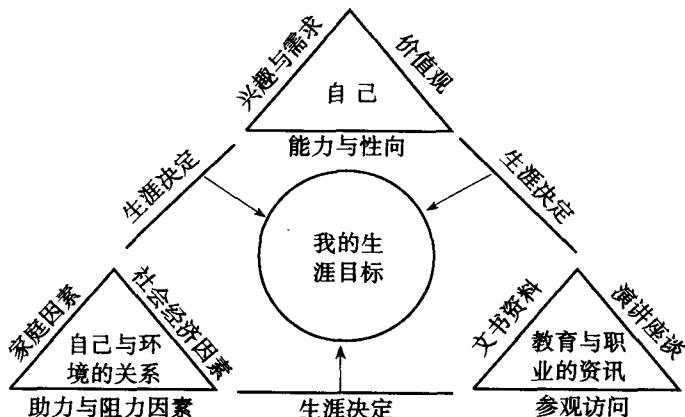 兴趣与需求
价值观
自己
能力与性向
生涯决定
生涯决定
我的生
涯目标
家庭因素
社会经济因素
自己与环
境的关系
助力与阻力因素
文书资料
演讲座谈
教育与职
业的资讯
参观访问
生涯决定